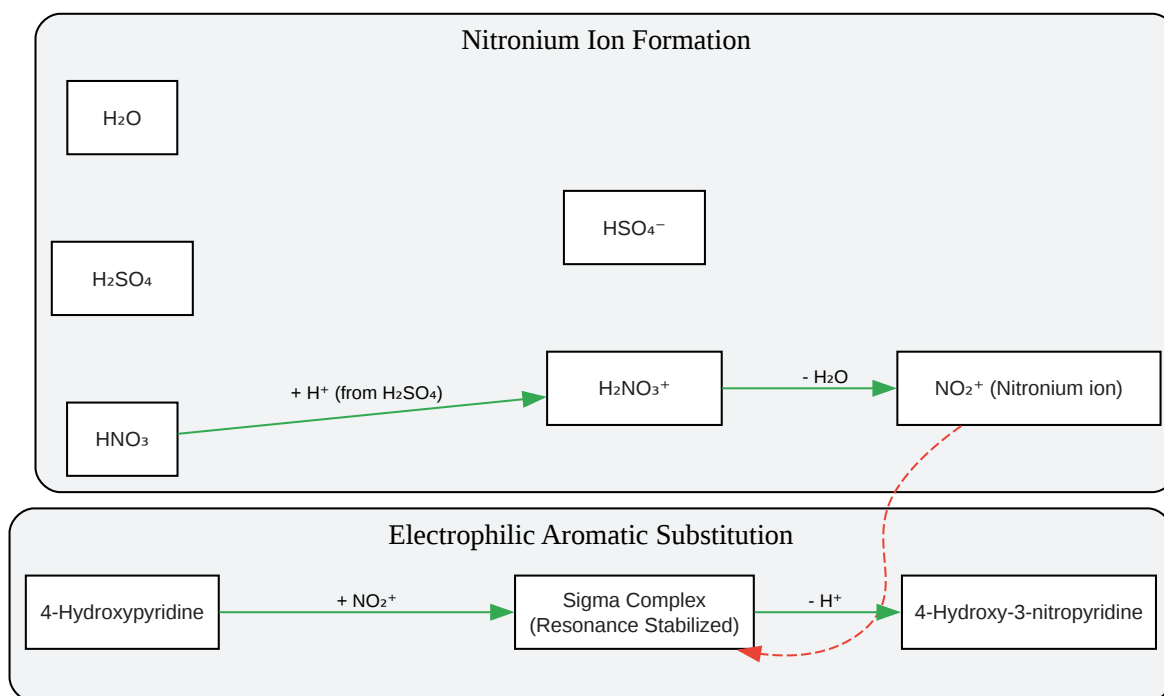 Nitronium Ion Formation
H₂O
HSO₄⁻
H₂SO₄
+ H⁺ (from H₂SO₄)
H₂NO₃⁺
- H₂O
NO₂⁺ (Nitronium ion)
HNO₃
Electrophilic Aromatic Substitution
4-Hydroxypyridine
+ NO₂⁺
Sigma Complex
(Resonance Stabilized)
- H⁺
4-Hydroxy-3-nitropyridine